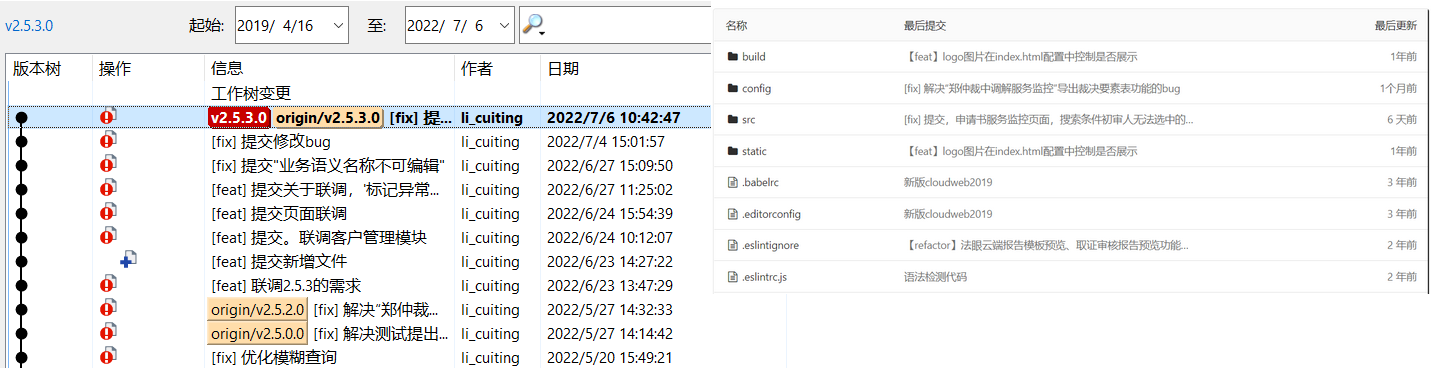 v2.5.3.0 起始: 2019/ 4/16 至: 2022/ 7/ 6
版本树 操作 信息 作者 日期
工作树变更
v2.5.3.0 origin/v2.5.3.0 [fix] 提... li_cuiting 2022/7/6 10:42:47
[fix] 提交修改bug li_cuiting 2022/7/4 15:01:57
[fix] 提交"业务语义名称不可编辑" li_cuiting 2022/6/27 15:09:50
[feat] 提交关于联调，'标记异常... li_cuiting 2022/6/27 11:25:02
[feat] 提交页面联调 li_cuiting 2022/6/24 15:54:39
[feat] 提交。联调客户管理模块 li_cuiting 2022/6/24 10:12:07
[feat] 提交新增文件 li_cuiting 2022/6/23 14:27:22
[feat] 联调2.5.3的需求 li_cuiting 2022/6/23 13:47:29
origin/v2.5.2.0 [fix] 解决“郑仲裁... li_cuiting 2022/5/27 14:32:33
origin/v2.5.0.0 [fix] 解决测试提出... li_cuiting 2022/5/27 14:14:42
[fix] 优化模糊查询 li_cuiting 2022/5/20 15:49:21
名称 最后提交 最后更新
build 【feat】logo图片在index.html配置中控制是否展示 1年前
config [fix] 解决“郑仲裁中调解服务监控”导出裁决要素表功能的bug 1个月前
src [fix] 提交，申请书服务监控页面，搜索条件初审人无法选中的... 6 天前
static 【feat】logo图片在index.html配置中控制是否展示 1年前
.babelrc 新版cloudweb2019 3 年前
.editorconfig 新版cloudweb2019 3 年前
.eslintignore 【refactor】法眼云端报告模板预览、取证审核报告预览功能... 2 年前
.eslintrc.js 语法检测代码 2 年前